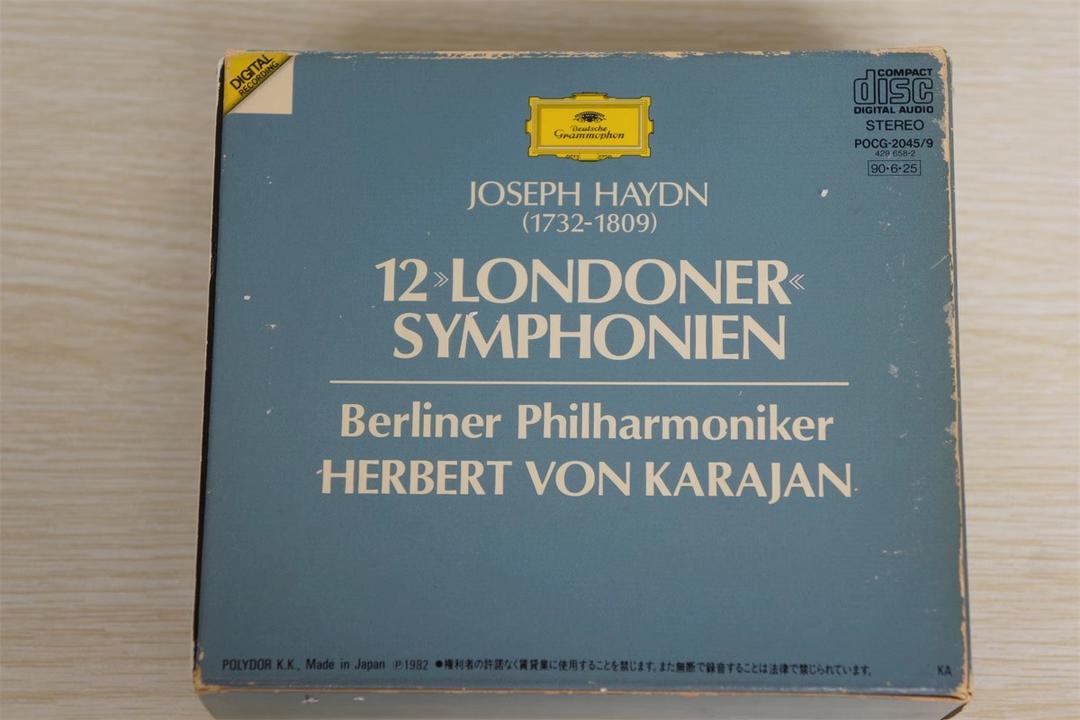 DIGITAL
RECORDING
Deutsche
Grammophon
COMPACT
disc
DIGITAL AUDIO
STEREO
POCG-2045/9
429 658-2
90・6・25
JOSEPH HAYDN
(1732-1809)
12 »LONDONER«
SYMPHONIEN
Berliner Philharmoniker
HERBERT VON KARAJAN
POLYDOR K.K., Made in Japan ℗1982 ●権利者の許諾なく賃貸業に使用することを禁じます。また無断で録音することは法律で禁じられています。 KA